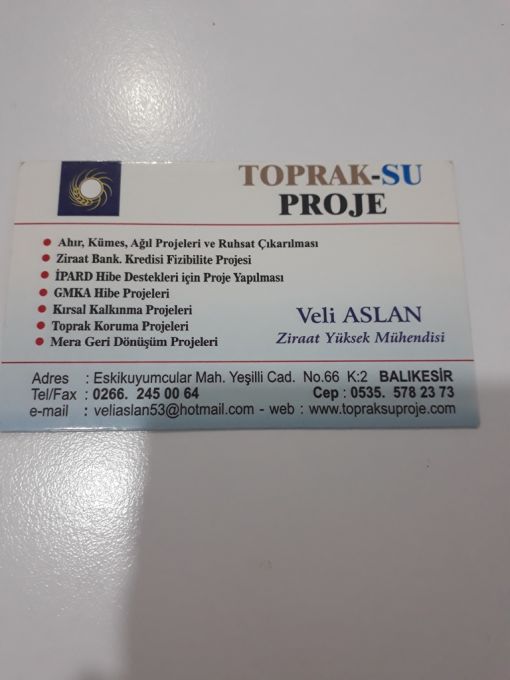 TOPRAK-SU
PROJE
Ahır, Kümes, Ağıl Projeleri ve Ruhsat Çıkarılması
Ziraat Bank. Kredisi Fizibilite Projesi
İPARD Hibe Destekleri için Proje Yapılması
GMKA Hibe Projeleri
Kırsal Kalkınma Projeleri
Toprak Koruma Projeleri
Mera Geri Dönüşüm Projeleri
Veli ASLAN
Ziraat Yüksek Mühendisi
Adres : Eskikuyumcular Mah. Yeşilli Cad. No.66 K:2 BALIKESİR
Tel/Fax : 0266. 245 00 64 Cep : 0535. 578 23 73
e-mail : veliaslan53@hotmail.com - web : www.topraksuproje.com